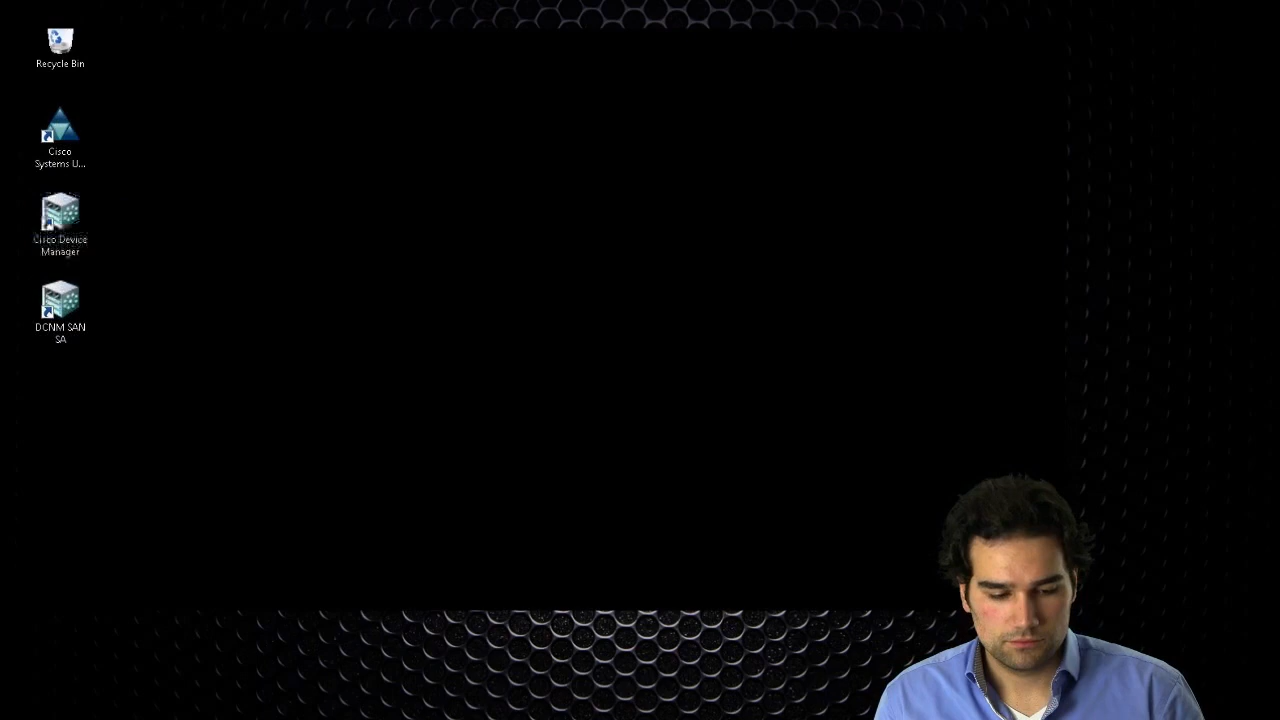 Recycle Bin
Cisco
Systems U...
Cisco Device
Manager
DCNM SAN
SA